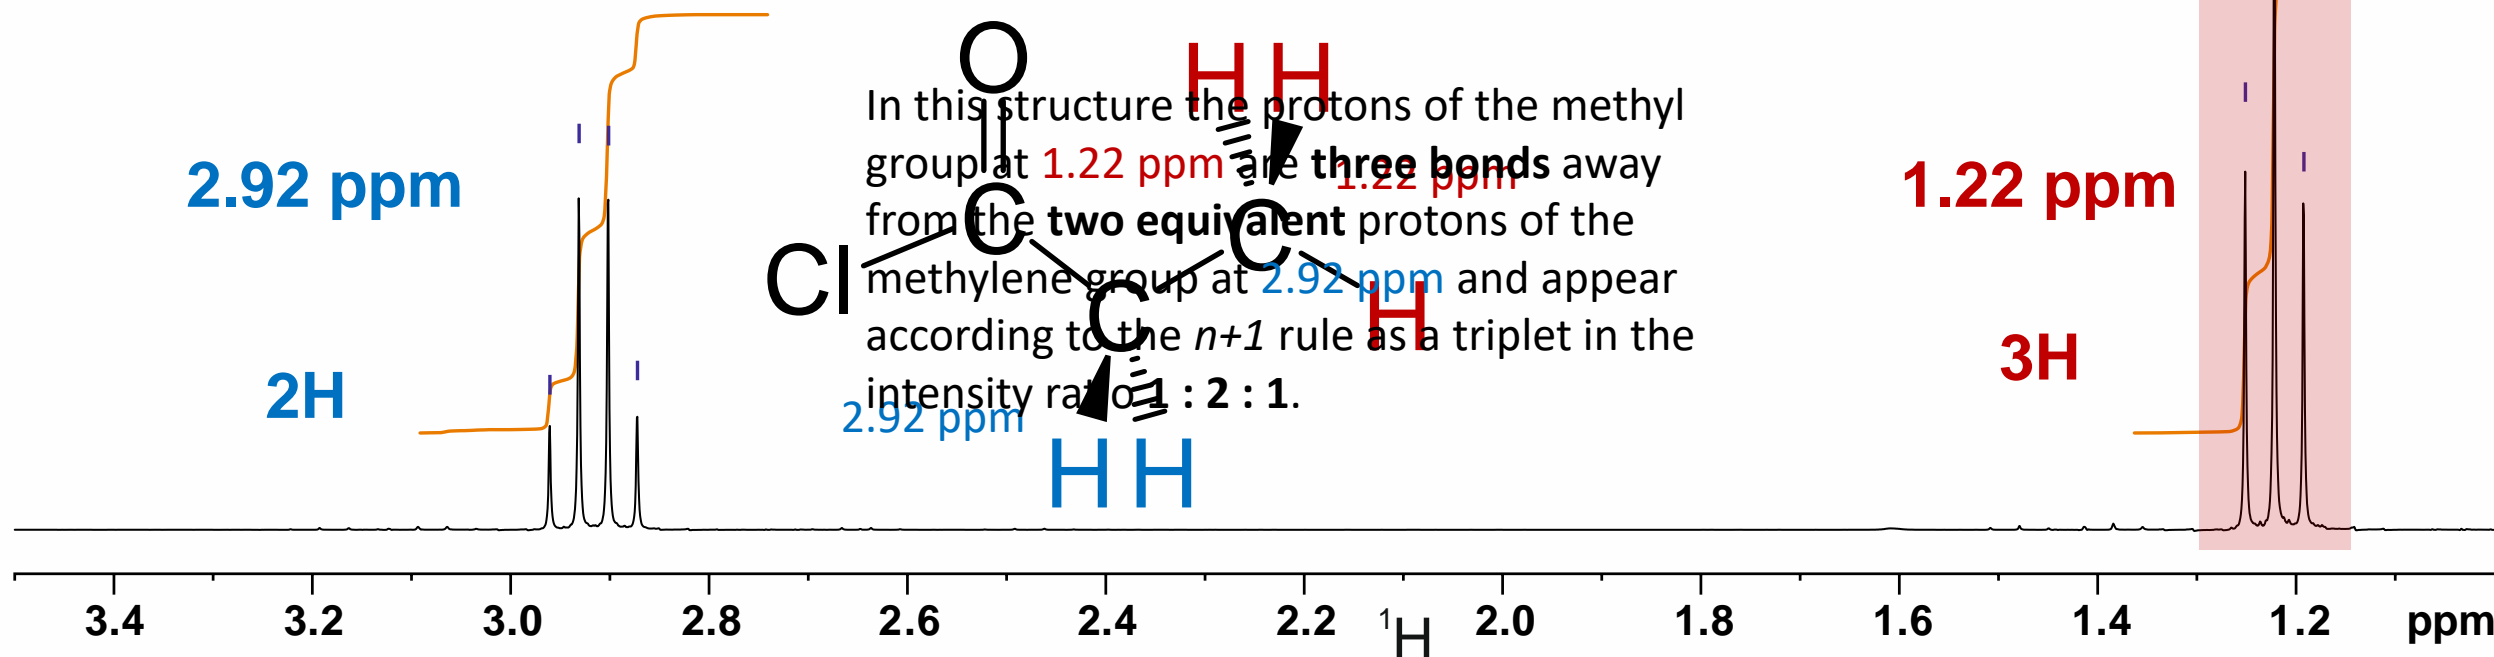 O
H H
In this structure the protons of the methyl
group at 1.22 ppm are three bonds away
from the two equivalent protons of the
methylene group at 2.92 ppm and appear
according to the n+1 rule as a triplet in the
intensity ratio 1 : 2 : 1.
2.92 ppm
1.22 ppm
1.22 ppm
C
C
Cl
C
H
2H
3H
2.92 ppm
H H
3.4 3.2 3.0 2.8 2.6 2.4 2.2 2.0 1.8 1.6 1.4 1.2 ppm
¹H